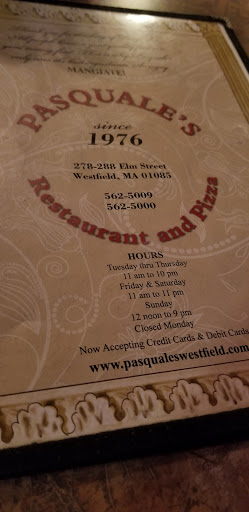 MANGIATE!
PASQUALE'S
since
1976
278-288 Elm Street
Westfield, MA 01085
562-5009
562-5000
Restaurant and Pizza
HOURS
Tuesday thru Thursday
11 am to 10 pm
Friday & Saturday
11 am to 11 pm
Sunday
12 noon to 9 pm
Closed Monday
Now Accepting Credit Cards & Debit Cards
www.pasqualeswestfield.com